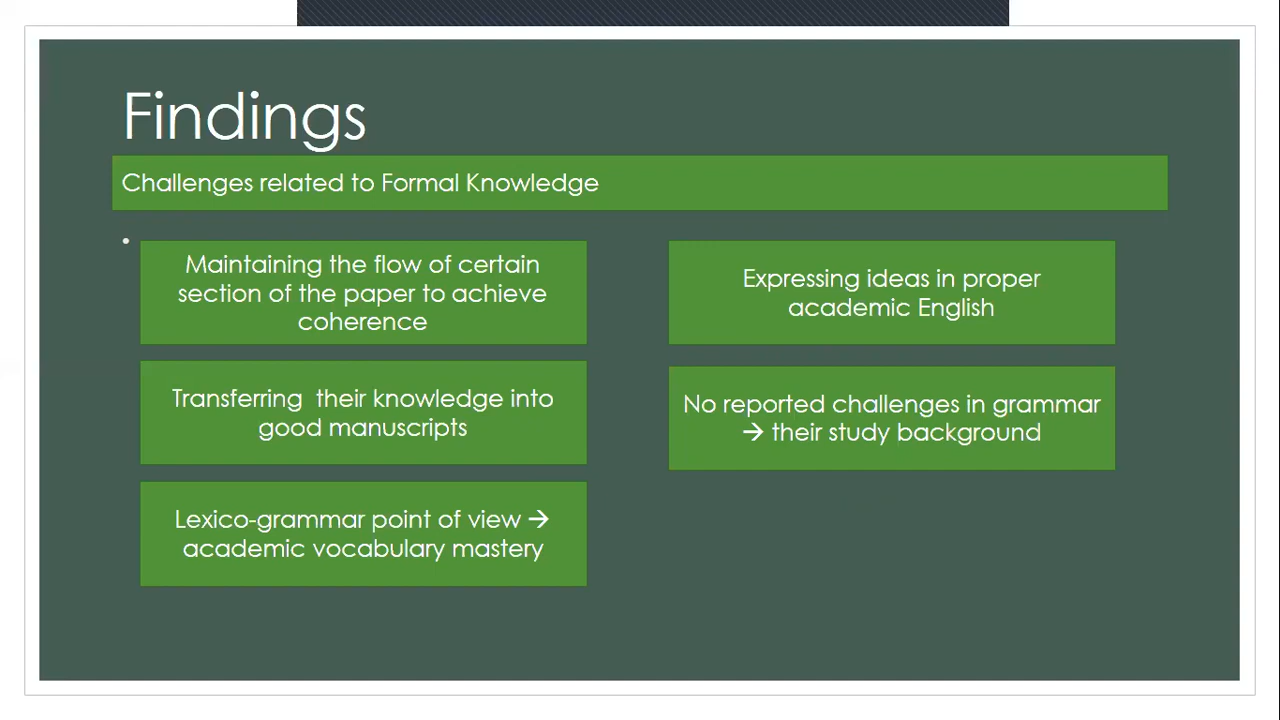 Findings
Challenges related to Formal Knowledge
•
Maintaining the flow of certain
section of the paper to achieve
coherence
Expressing ideas in proper
academic English
Transferring  their knowledge into
good manuscripts
No reported challenges in grammar
→ their study background
Lexico-grammar point of view →
academic vocabulary mastery